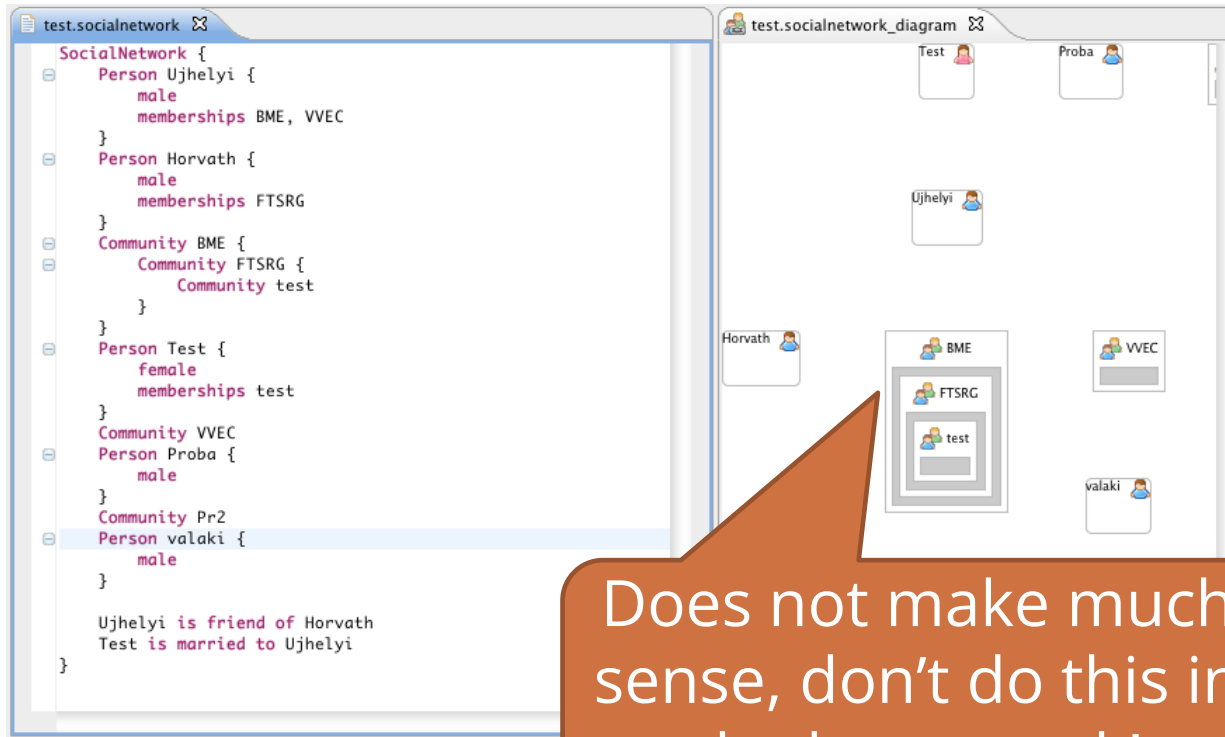 test.socialnetwork
SocialNetwork {
Person Ujhelyi {
male
memberships BME, VVEC
}
Person Horvath {
male
memberships FTSRG
}
Community BME {
Community FTSRG {
Community test
}
}
Person Test {
female
memberships test
}
Community VVEC
Person Proba {
male
}
Community Pr2
Person valaki {
male
}
Ujhelyi is friend of Horvath
Test is married to Ujhelyi
}
test.socialnetwork_diagram
Test
Proba
Ujhelyi
Horvath
BME
VVEC
FTSRG
test
valaki
Does not make much
sense, don’t do this in